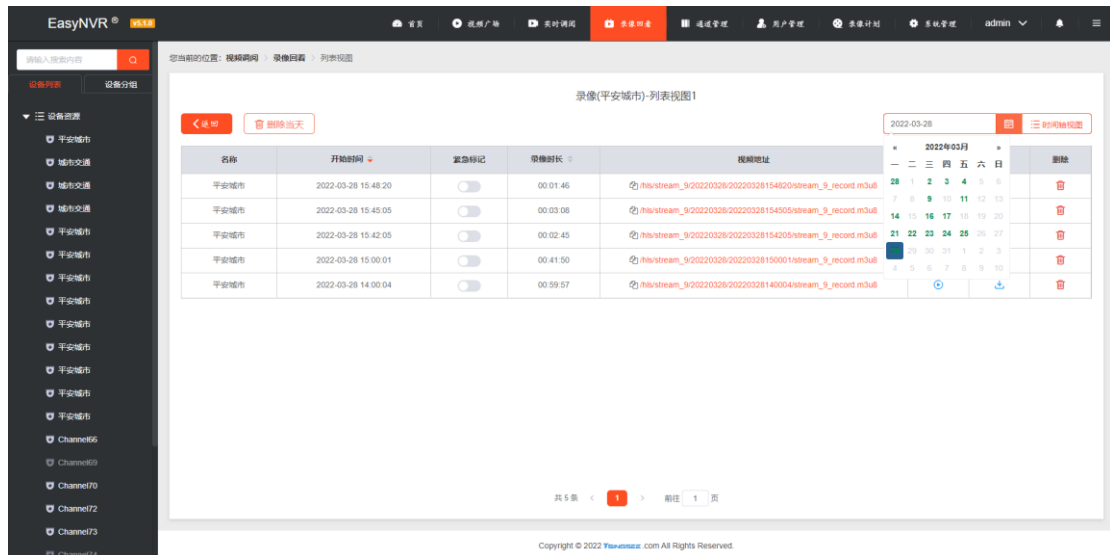 EasyNVR ® v5.1.0
首页 视频广场 实时调阅 录像回看 通道管理 用户管理 录像计划 系统管理 admin
请输入搜索内容
您当前的位置：视频调阅 > 录像回看 > 列表视图
设备列表 设备分组
设备资源
平安城市
城市交通
城市交通
城市交通
平安城市
平安城市
平安城市
平安城市
平安城市
平安城市
平安城市
平安城市
平安城市
Channel66
Channel69
Channel70
Channel72
Channel73
Channel74
录像(平安城市)-列表视图1
返回 删除当天 2022-03-28 时间轴视图
名称 开始时间 紧急标记 录像时长 视频地址 删除
平安城市 2022-03-28 15:48:20 00:01:46 /hls/stream_9/20220328/20220328154820/stream_9_record.m3u8
平安城市 2022-03-28 15:45:05 00:03:08 /hls/stream_9/20220328/20220328154505/stream_9_record.m3u8
平安城市 2022-03-28 15:42:05 00:02:45 /hls/stream_9/20220328/20220328154205/stream_9_record.m3u8
平安城市 2022-03-28 15:00:01 00:41:50 /hls/stream_9/20220328/20220328150001/stream_9_record.m3u8
平安城市 2022-03-28 14:00:04 00:59:57 /hls/stream_9/20220328/20220328140004/stream_9_record.m3u8
« 2022年03月 »
一 二 三 四 五 六 日
28 1 2 3 4 5 6
7 8 9 10 11 12 13
14 15 16 17 18 19 20
21 22 23 24 25 26 27
29 30 31 1 2 3
4 5 6 7 8 9 10
共 5 条 < 1 > 前往 1 页
Copyright © 2022 TSINGSEE .com All Rights Reserved.